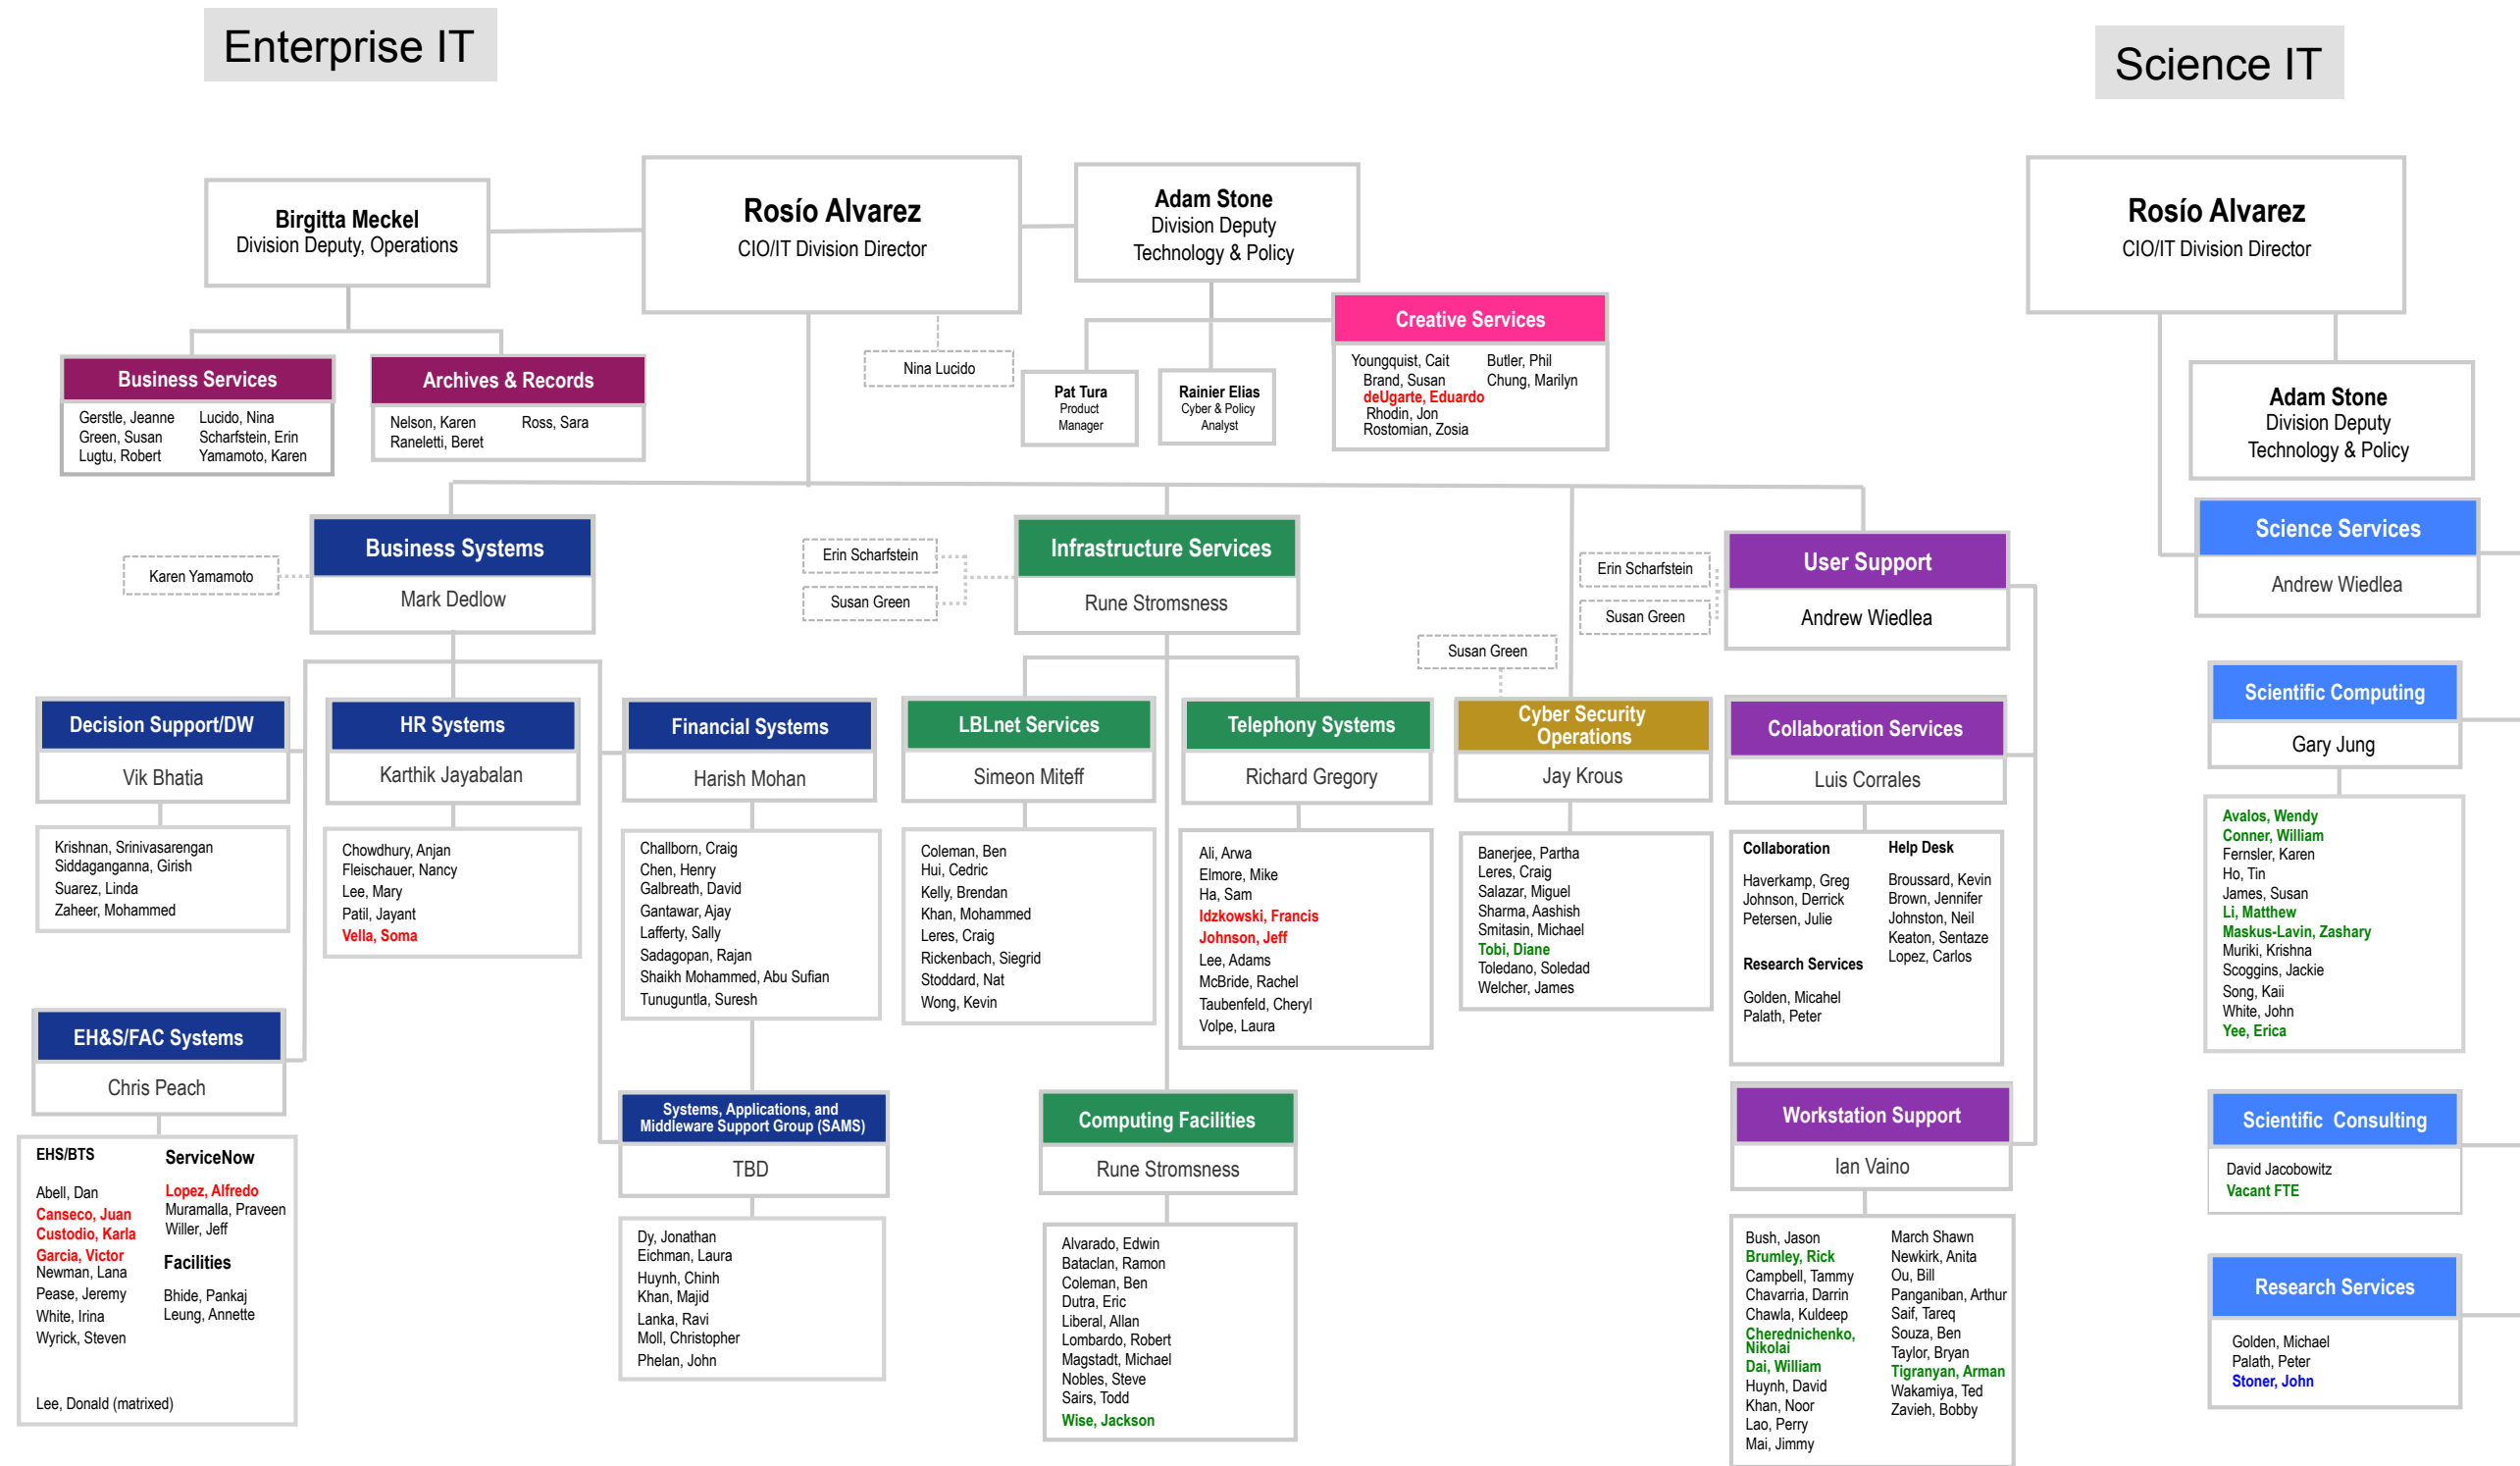 Enterprise IT
Science IT
Birgitta Meckel
Division Deputy, Operations
Rosío Alvarez
CIO/IT Division Director
Adam Stone
Division Deputy
Technology & Policy
Rosío Alvarez
CIO/IT Division Director
Business Services
Gerstle, Jeanne
Green, Susan
Lugtu, Robert
Lucido, Nina
Scharfstein, Erin
Yamamoto, Karen
Archives & Records
Nelson, Karen
Raneletti, Beret
Ross, Sara
Nina Lucido
Pat Tura
Product
Manager
Rainier Elias
Cyber & Policy
Analyst
Creative Services
Youngquist, Cait
Brand, Susan
deUgarte, Eduardo
Rhodin, Jon
Rostomian, Zosia
Butler, Phil
Chung, Marilyn
Adam Stone
Division Deputy
Technology & Policy
Karen Yamamoto
Business Systems
Mark Dedlow
Erin Scharfstein
Susan Green
Infrastructure Services
Rune Stromsness
Erin Scharfstein
Susan Green
User Support
Andrew Wiedlea
Science Services
Andrew Wiedlea
Susan Green
Decision Support/DW
Vik Bhatia
Krishnan, Srinivasarengan
Siddaganganna, Girish
Suarez, Linda
Zaheer, Mohammed
HR Systems
Karthik Jayabalan
Chowdhury, Anjan
Fleischauer, Nancy
Lee, Mary
Patil, Jayant
Vella, Soma
Financial Systems
Harish Mohan
Challborn, Craig
Chen, Henry
Galbreath, David
Gantawar, Ajay
Lafferty, Sally
Sadagopan, Rajan
Shaikh Mohammed, Abu Sufian
Tunuguntla, Suresh
LBLnet Services
Simeon Miteff
Coleman, Ben
Hui, Cedric
Kelly, Brendan
Khan, Mohammed
Leres, Craig
Rickenbach, Siegrid
Stoddard, Nat
Wong, Kevin
Telephony Systems
Richard Gregory
Ali, Arwa
Elmore, Mike
Ha, Sam
Idzkowski, Francis
Johnson, Jeff
Lee, Adams
McBride, Rachel
Taubenfeld, Cheryl
Volpe, Laura
Cyber Security
Operations
Jay Krous
Banerjee, Partha
Leres, Craig
Salazar, Miguel
Sharma, Aashish
Smitasin, Michael
Tobi, Diane
Toledano, Soledad
Welcher, James
Collaboration Services
Luis Corrales
Collaboration
Haverkamp, Greg
Johnson, Derrick
Petersen, Julie
Research Services
Golden, Micahel
Palath, Peter
Help Desk
Broussard, Kevin
Brown, Jennifer
Johnston, Neil
Keaton, Sentaze
Lopez, Carlos
Scientific Computing
Gary Jung
Avalos, Wendy
Conner, William
Fernsler, Karen
Ho, Tin
James, Susan
Li, Matthew
Maskus-Lavin, Zashary
Muriki, Krishna
Scoggins, Jackie
Song, Kaii
White, John
Yee, Erica
EH&S/FAC Systems
Chris Peach
EHS/BTS
Abell, Dan
Canseco, Juan
Custodio, Karla
Garcia, Victor
Newman, Lana
Pease, Jeremy
White, Irina
Wyrick, Steven
Lee, Donald (matrixed)
ServiceNow
Lopez, Alfredo
Muramalla, Praveen
Willer, Jeff
Facilities
Bhide, Pankaj
Leung, Annette
Systems, Applications, and
Middleware Support Group (SAMS)
TBD
Dy, Jonathan
Eichman, Laura
Huynh, Chinh
Khan, Majid
Lanka, Ravi
Moll, Christopher
Phelan, John
Computing Facilities
Rune Stromsness
Alvarado, Edwin
Bataclan, Ramon
Coleman, Ben
Dutra, Eric
Liberal, Allan
Lombardo, Robert
Magstadt, Michael
Nobles, Steve
Sairs, Todd
Wise, Jackson
Workstation Support
Ian Vaino
Bush, Jason
Brumley, Rick
Campbell, Tammy
Chavarria, Darrin
Chawla, Kuldeep
Cherednichenko,
Nikolai
Dai, William
Huynh, David
Khan, Noor
Lao, Perry
Mai, Jimmy
March Shawn
Newkirk, Anita
Ou, Bill
Panganiban, Arthur
Saif, Tareq
Souza, Ben
Taylor, Bryan
Tigranyan, Arman
Wakamiya, Ted
Zavieh, Bobby
Scientific Consulting
David Jacobowitz
Vacant FTE
Research Services
Golden, Michael
Palath, Peter
Stoner, John